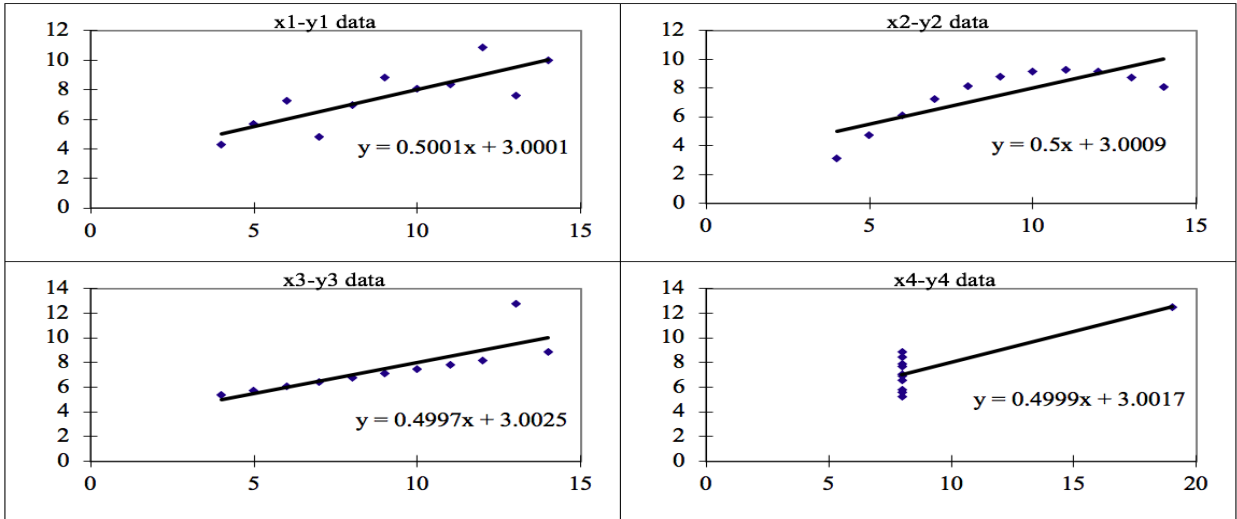 x1-y1 data
12
10
8
6
4
2
0
y = 0.5001x + 3.0001
0 5 10 15
x2-y2 data
12
10
8
6
4
2
0
y = 0.5x + 3.0009
0 5 10 15
x3-y3 data
14
12
10
8
6
4
2
0
y = 0.4997x + 3.0025
0 5 10 15
x4-y4 data
14
12
10
8
6
4
2
0
y = 0.4999x + 3.0017
0 5 10 15 20